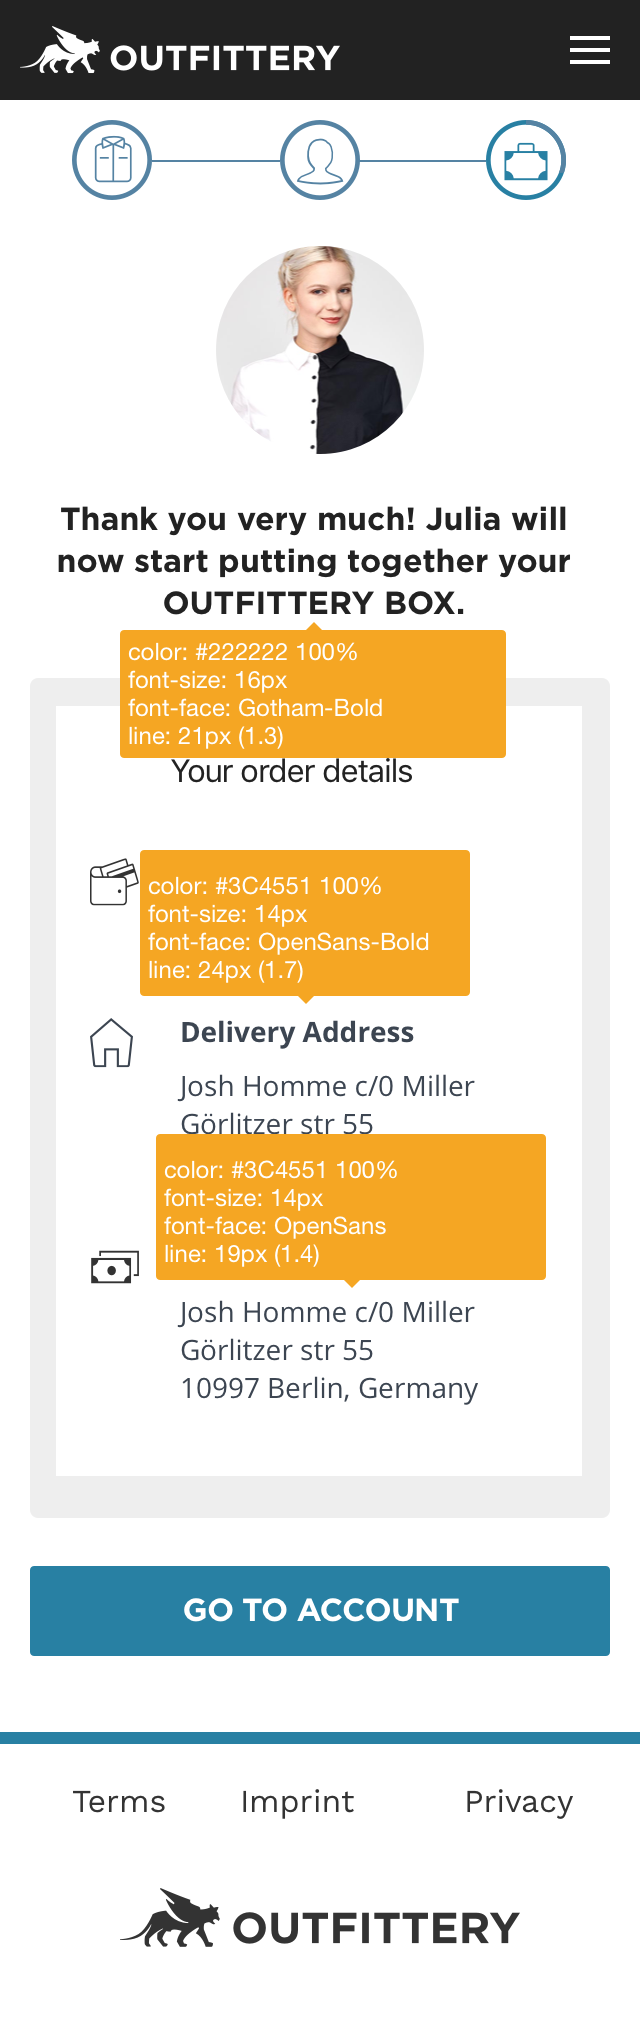 OUTFITTERY
Thank you very much! Julia will
now start putting together your
OUTFITTERY BOX.
color: #222222 100%
font-size: 16px
font-face: Gotham-Bold
line: 21px (1.3)
Your order details
color: #3C4551 100%
font-size: 14px
font-face: OpenSans-Bold
line: 24px (1.7)
Delivery Address
Josh Homme c/0 Miller
Görlitzer str 55
color: #3C4551 100%
font-size: 14px
font-face: OpenSans
line: 19px (1.4)
Josh Homme c/0 Miller
Görlitzer str 55
10997 Berlin, Germany
GO TO ACCOUNT
Terms Imprint Privacy
OUTFITTERY